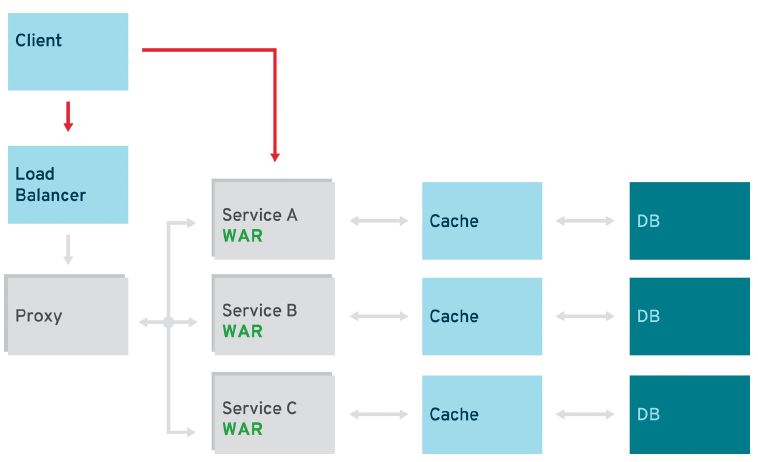 Client
Load
Balancer
Proxy
Service A
WAR
Cache
DB
Service B
WAR
Cache
DB
Service C
WAR
Cache
DB